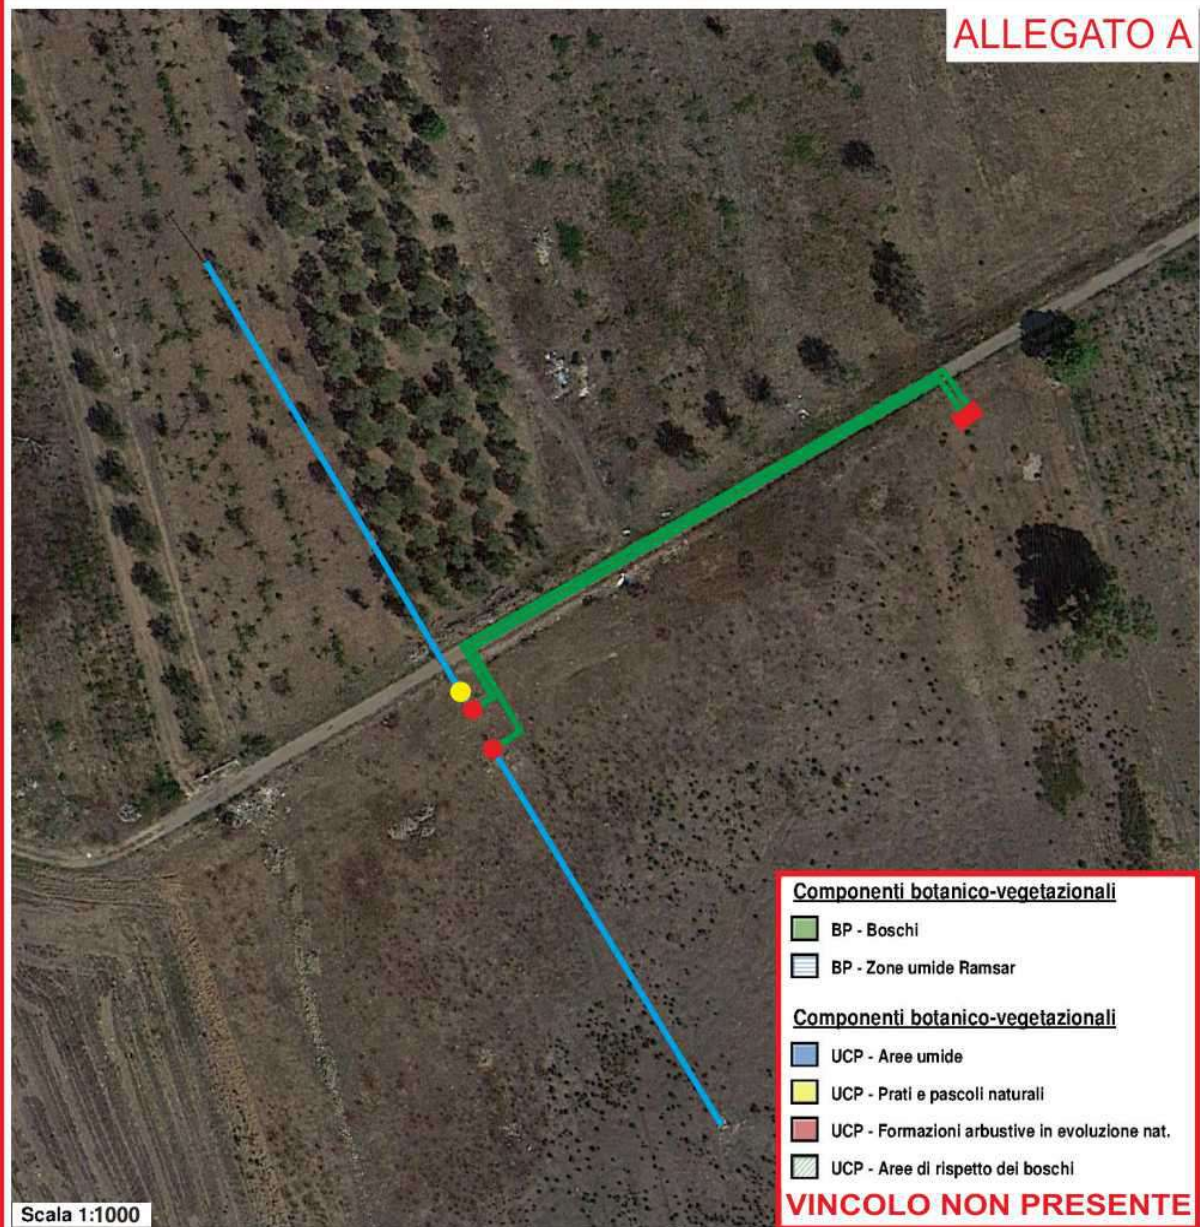 ALLEGATO A
Componenti botanico-vegetazionali
BP - Boschi
BP - Zone umide Ramsar
Componenti botanico-vegetazionali
UCP - Aree umide
UCP - Prati e pascoli naturali
UCP - Formazioni arbustive in evoluzione nat.
UCP - Aree di rispetto dei boschi
VINCOLO NON PRESENTE
Scala 1:1000